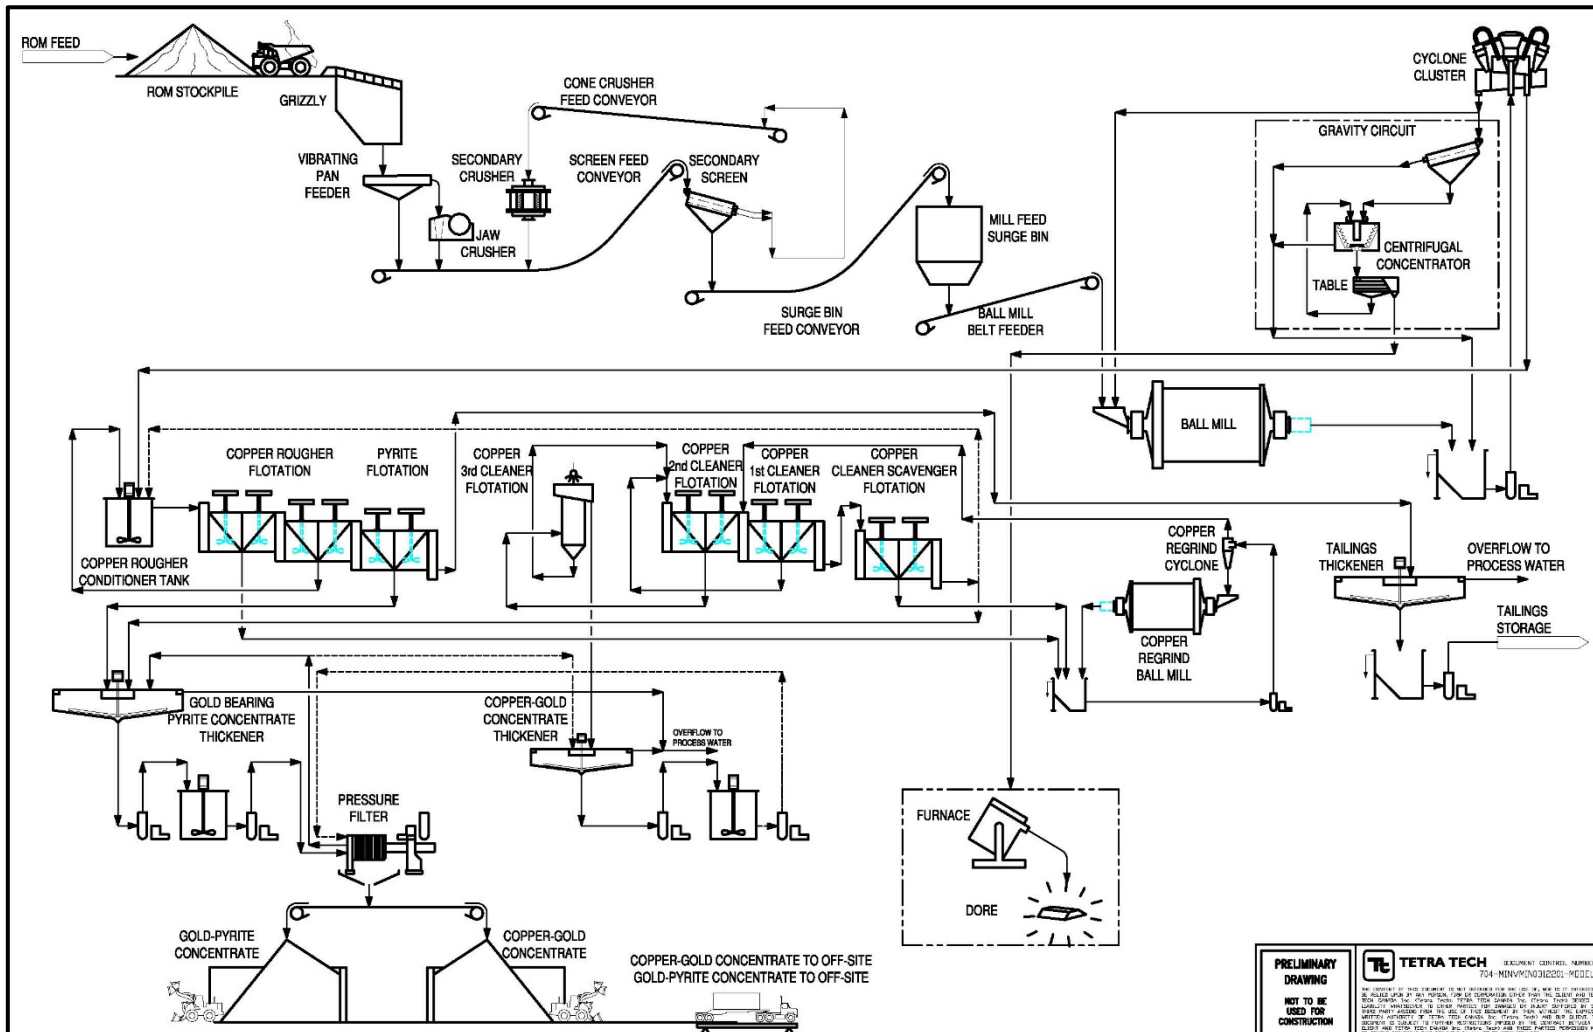 ROM FEED
ROM STOCKPILE
GRIZZLY
VIBRATING
PAN
FEEDER
JAW
CRUSHER
SECONDARY
CRUSHER
CONE CRUSHER
FEED CONVEYOR
SCREEN FEED
CONVEYOR
SECONDARY
SCREEN
SURGE BIN
FEED CONVEYOR
MILL FEED
SURGE BIN
BALL MILL
BELT FEEDER
CYCLONE
CLUSTER
GRAVITY CIRCUIT
CENTRIFUGAL
CONCENTRATOR
TABLE
BALL MILL
COPPER ROUGHER
FLOTATION
PYRITE
FLOTATION
COPPER
3rd CLEANER
FLOTATION
COPPER
2nd CLEANER
FLOTATION
COPPER
1st CLEANER
FLOTATION
COPPER
CLEANER SCAVENGER
FLOTATION
COPPER ROUGHER
CONDITIONER TANK
COPPER
REGRIND
CYCLONE
COPPER
REGRIND
BALL MILL
TAILINGS
THICKENER
OVERFLOW TO
PROCESS WATER
TAILINGS
STORAGE
GOLD BEARING
PYRITE CONCENTRATE
THICKENER
COPPER-GOLD
CONCENTRATE
THICKENER
OVERFLOW TO
PROCESS WATER
PRESSURE
FILTER
FURNACE
DORE
GOLD-PYRITE
CONCENTRATE
COPPER-GOLD
CONCENTRATE
COPPER-GOLD CONCENTRATE TO OFF-SITE
GOLD-PYRITE CONCENTRATE TO OFF-SITE
PRELIMINARY
DRAWING
NOT TO BE
USED FOR
CONSTRUCTION
TETRA TECH
DOCUMENT CONTROL NUMBER